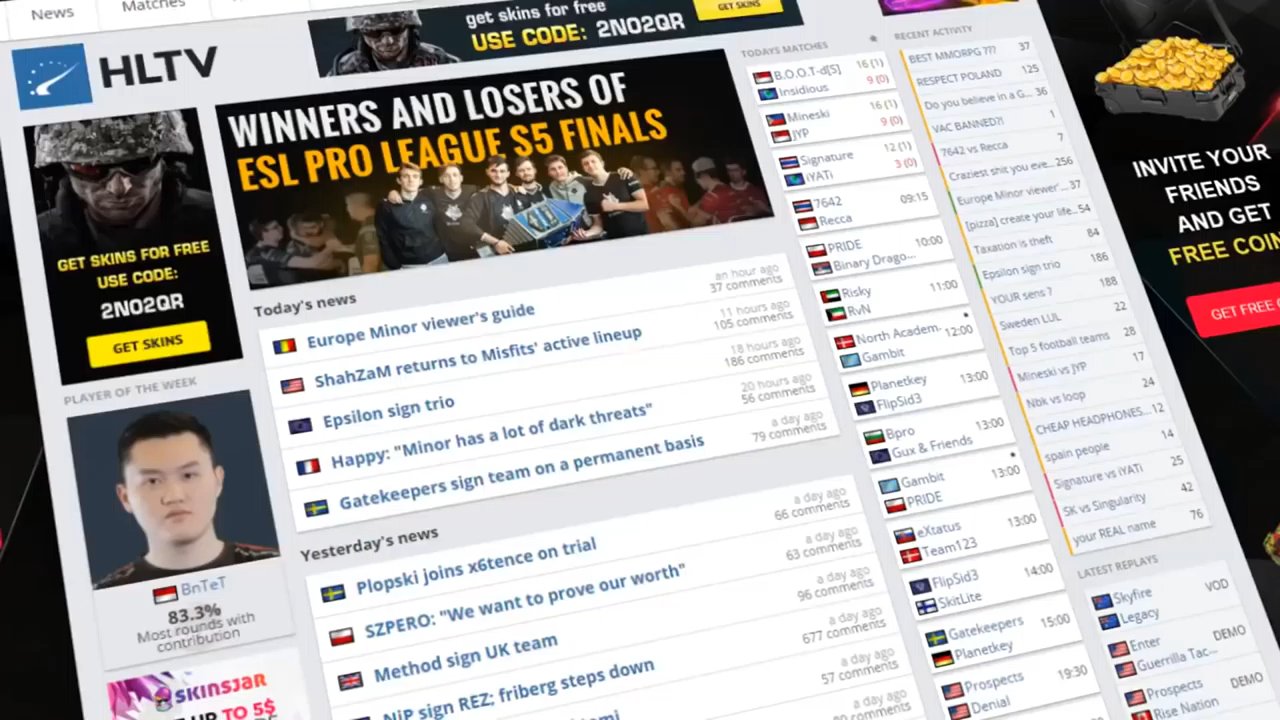 News
Matches
HLTV
get skins for free
USE CODE: 2NO2QR
GET SKINS
GET SKINS FOR FREE
USE CODE:
2NO2QR
GET SKINS
PLAYER OF THE WEEK
BnTeT
83.3%
Most rounds with
contribution
SKINSJAR
UP TO 5$
WINNERS AND LOSERS OF
ESL PRO LEAGUE S5 FINALS
Today's news
Europe Minor viewer's guide
an hour ago
37 comments
ShahZaM returns to Misfits' active lineup
11 hours ago
105 comments
Epsilon sign trio
18 hours ago
186 comments
Happy: "Minor has a lot of dark threats"
20 hours ago
56 comments
Gatekeepers sign team on a permanent basis
a day ago
79 comments
Yesterday's news
Plopski joins x6tence on trial
a day ago
66 comments
SZPERO: "We want to prove our worth"
a day ago
63 comments
Method sign UK team
a day ago
96 comments
NiP sign REZ; friberg steps down
a day ago
677 comments
a day ago
57 comments
a day ago
TODAYS MATCHES
B.O.O.T-d[S] 16 (1)
Insidious 9 (0)
Mineski 16 (1)
JYP 9 (0)
Signature 12 (1)
iYATi 3 (0)
7642
Recca
09:15
PRIDE
Binary Drago...
10:00
Risky
RvN
11:00
North Academ.
Gambit
12:00
Planetkey
FlipSid3
13:00
Bpro
Gux & Friends
13:00
Gambit
PRIDE
13:00
eXtatus
Team123
13:00
FlipSid3
SkitLite
14:00
Gatekeepers
Planetkey
15:00
Prospects
Denial
19:30
RECENT ACTIVITY
BEST MMORPG ??? 37
RESPECT POLAND 125
Do you believe in a G... 36
VAC BANNED?! 1
7642 vs Recca 7
Craziest shit you eve... 256
Europe Minor viewer'... 37
[pizza] create your life... 54
Taxation is theft 84
Epsilon sign trio 186
YOUR sens ? 188
Sweden LUL 22
Top 5 football teams 28
Mineski vs JYP 17
Nbk vs loop 24
CHEAP HEADPHONES... 12
spain people 14
Signature vs iYATi 25
SK vs Singularity 42
your REAL name 76
LATEST REPLAYS
Skyfire
Legacy
VOD
Enter
Guerrilla Tac...
DEMO
Prospects
Rise Nation
DEMO
INVITE YOUR
FRIENDS
AND GET
FREE COIN
GET FREE